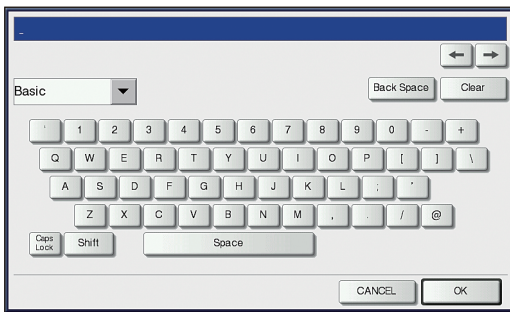 _
Basic
Back Space Clear
` 1 2 3 4 5 6 7 8 9 0 - +
Q W E R T Y U I O P [ ] \
A S D F G H J K L ; "
Z X C V B N M , . / @
Caps Lock Shift Space
CANCEL OK